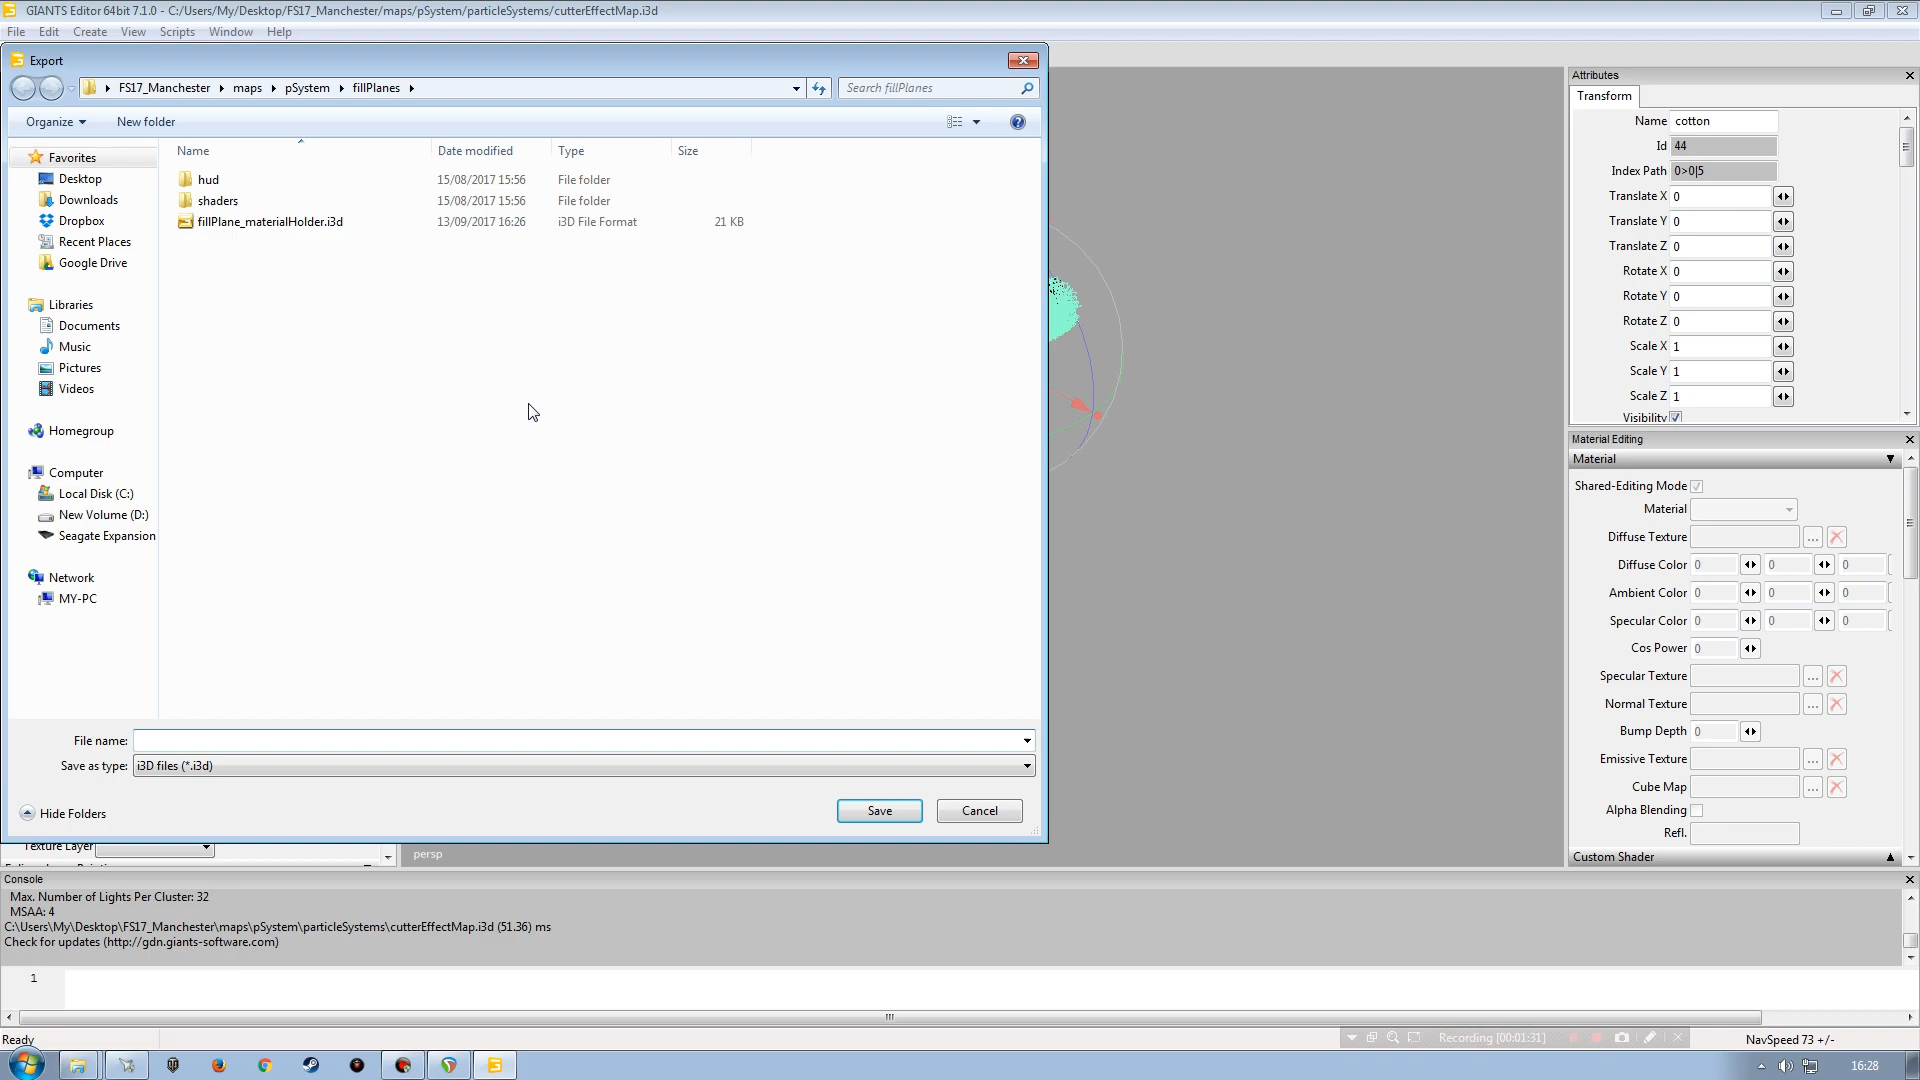 GIANTS Editor 64bit 7.1.0 - C:/Users/My/Desktop/FS17_Manchester/maps/pSystem/particleSystems/cutterEffectMap.i3d
File Edit Create View Scripts Window Help
Export
FS17_Manchester maps pSystem fillPlanes
Search fillPlanes
Organize New folder
Name Date modified Type Size
Favorites
Desktop
Downloads
Dropbox
Recent Places
Google Drive
Libraries
Documents
Music
Pictures
Videos
Homegroup
Computer
Local Disk (C:)
New Volume (D:)
Seagate Expansion
Network
MY-PC
hud 15/08/2017 15:56 File folder
shaders 15/08/2017 15:56 File folder
fillPlane_materialHolder.i3d 13/09/2017 16:26 i3D File Format 21 KB
File name:
Save as type: i3D files (*.i3d)
Hide Folders
Save Cancel
Texture Layer
persp
Attributes
Transform
Name cotton
Id 44
Index Path 0>0|5
Translate X 0
Translate Y 0
Translate Z 0
Rotate X 0
Rotate Y 0
Rotate Z 0
Scale X 1
Scale Y 1
Scale Z 1
Visibility
Material Editing
Material
Shared-Editing Mode
Material
Diffuse Texture ...
Diffuse Color 0 0 0
Ambient Color 0 0 0
Specular Color 0 0 0
Cos Power 0
Specular Texture ...
Normal Texture ...
Bump Depth 0
Emissive Texture ...
Cube Map ...
Alpha Blending
Refl.
Custom Shader
Console
Max. Number of Lights Per Cluster: 32
MSAA: 4
C:\Users\My\Desktop\FS17_Manchester\maps\pSystem\particleSystems\cutterEffectMap.i3d (51.36) ms
Check for updates (http://gdn.giants-software.com)
1
Ready
Recording [00:01:31]
NavSpeed 73 +/-
16:28